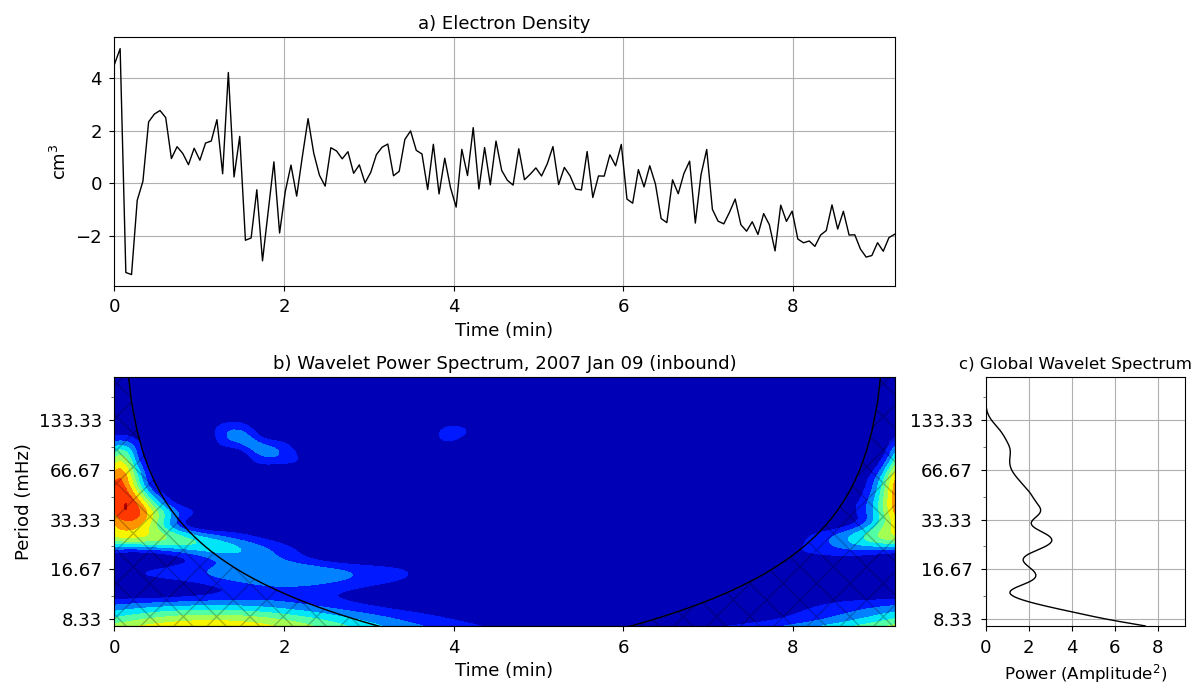 a) Electron Density
cm³
4
2
0
−2
0 2 4 6 8
Time (min)
b) Wavelet Power Spectrum, 2007 Jan 09 (inbound)
Period (mHz)
133.33
66.67
33.33
16.67
8.33
0 2 4 6 8
Time (min)
c) Global Wavelet Spectrum
133.33
66.67
33.33
16.67
8.33
0 2 4 6 8
Power (Amplitude²)